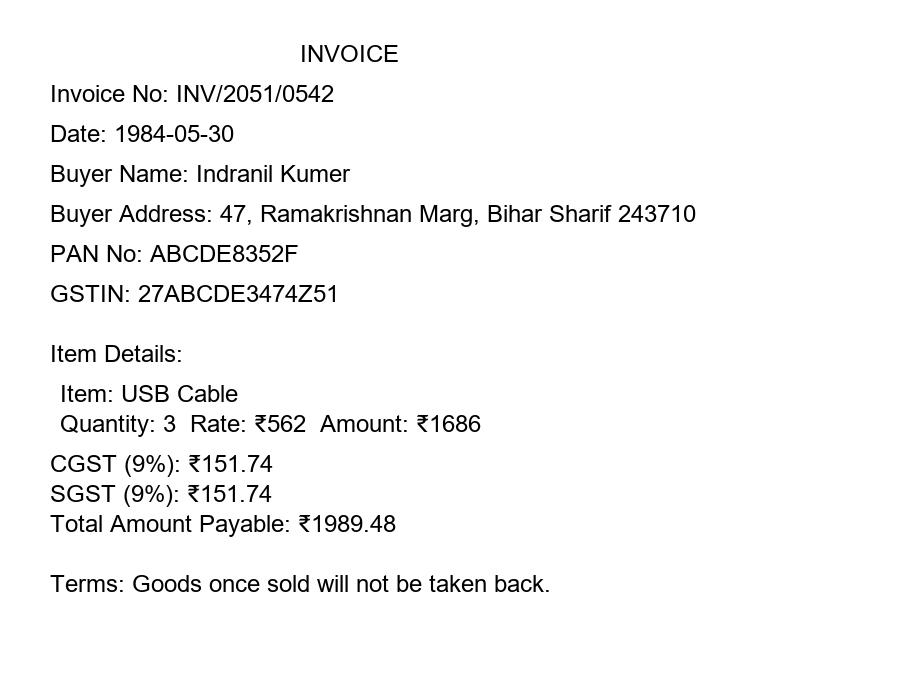 INVOICE
Invoice No: INV/2051/0542
Date: 1984-05-30
Buyer Name: Indranil Kumer
Buyer Address: 47, Ramakrishnan Marg, Bihar Sharif 243710
PAN No: ABCDE8352F
GSTIN: 27ABCDE3474Z51
Item Details:
Item: USB Cable
Quantity: 3  Rate: ₹562  Amount: ₹1686
CGST (9%): ₹151.74
SGST (9%): ₹151.74
Total Amount Payable: ₹1989.48
Terms: Goods once sold will not be taken back.